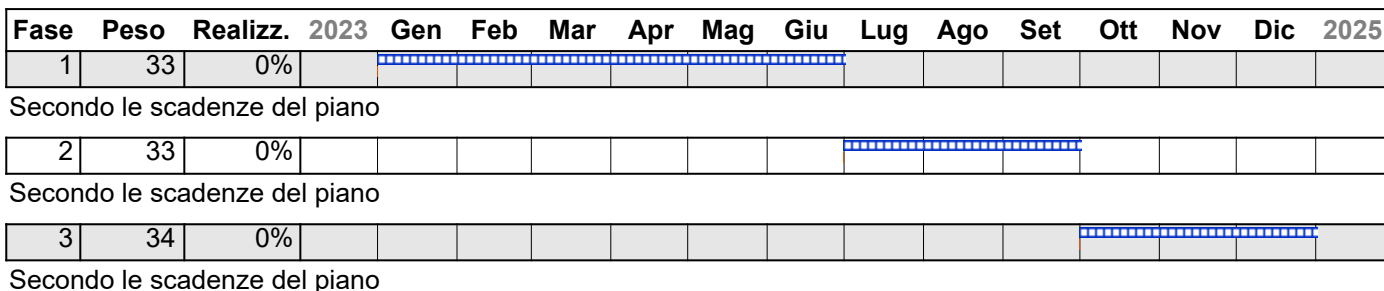 Fase Peso Realizz. 2023 Gen Feb Mar Apr Mag Giu Lug Ago Set Ott Nov Dic 2025
1 33 0%
Secondo le scadenze del piano
2 33 0%
Secondo le scadenze del piano
3 34 0%
Secondo le scadenze del piano